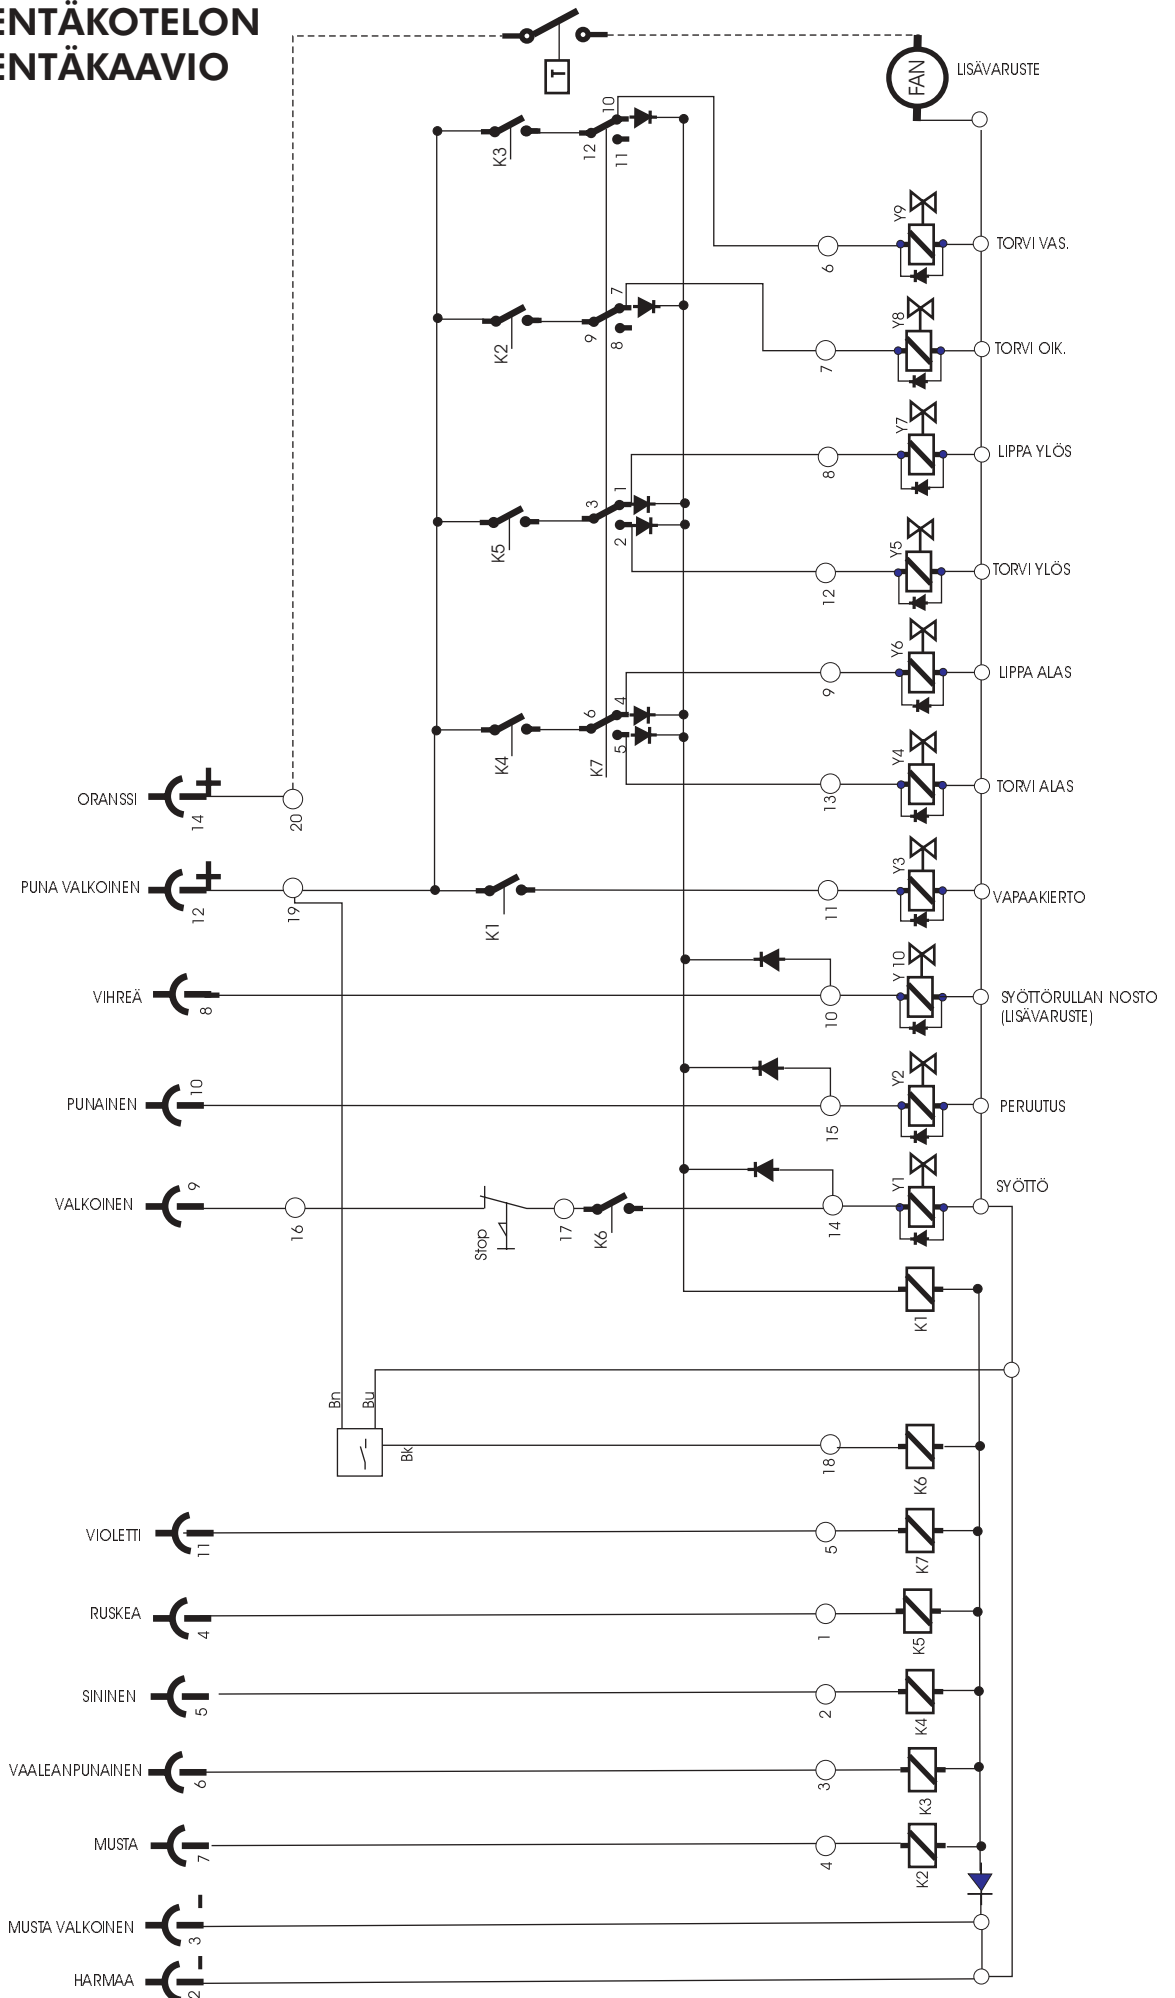 ENTÄKOTELON
ENTÄKAAVIO
T
FAN
LISÄVARUSTE
K3
12
10
11
Y9
6
TORVI VAS.
K2
9
7
8
Y8
7
TORVI OIK.
Y7
8
LIPPA YLÖS
K5
3
1
2
Y5
12
TORVI YLÖS
Y6
9
LIPPA ALAS
K4
6
4
5
K7
Y4
13
TORVI ALAS
ORANSSI
14
20
PUNA VALKOINEN
12
19
K1
11
Y3
VAPAAKIERTO
VIHREÄ
8
10
Y 10
SYÖTTÖRULLAN NOSTO
(LISÄVARUSTE)
PUNAINEN
10
15
Y2
PERUUTUS
VALKOINEN
9
16
Stop
17
K6
14
Y1
SYÖTTÖ
K1
Bn
Bu
Bk
18
K6
VIOLETTI
11
5
K7
RUSKEA
4
1
K5
SININEN
5
2
K4
VAALEANPUNAINEN
6
3
K3
MUSTA
7
4
K2
MUSTA VALKOINEN
3
HARMAA
2